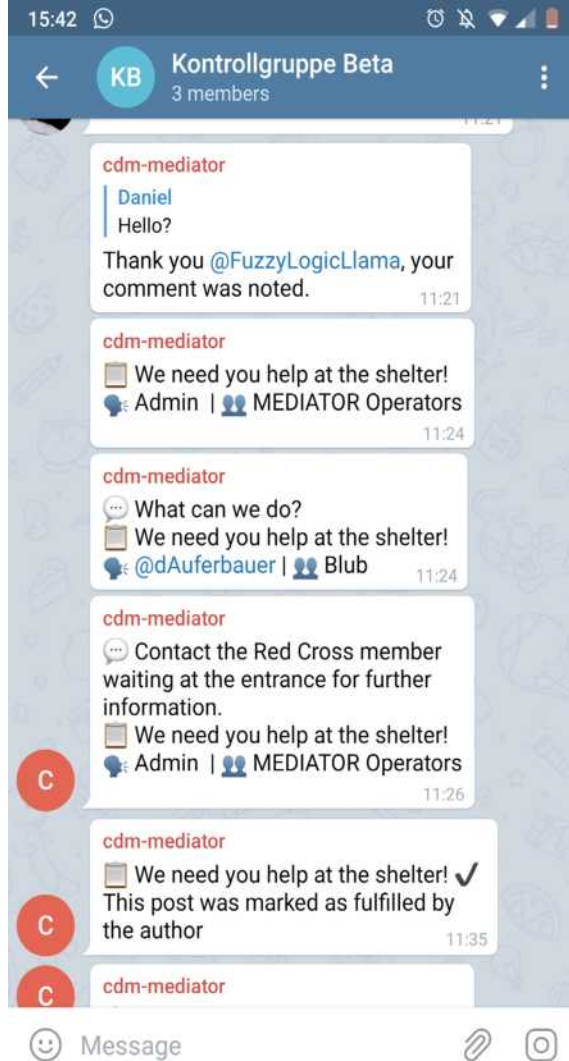 15:42
KB
Kontrollgruppe Beta
3 members
11:21
cdm-mediator
Daniel
Hello?
Thank you @FuzzyLogicLlama, your
comment was noted.
11:21
cdm-mediator
We need you help at the shelter!
Admin | MEDIATOR Operators
11:24
cdm-mediator
What can we do?
We need you help at the shelter!
@dAuferbauer | Blub
11:24
cdm-mediator
Contact the Red Cross member
waiting at the entrance for further
information.
We need you help at the shelter!
Admin | MEDIATOR Operators
11:26
C
cdm-mediator
We need you help at the shelter! ✓
This post was marked as fulfilled by
the author
11:35
C
cdm-mediator
C
Message